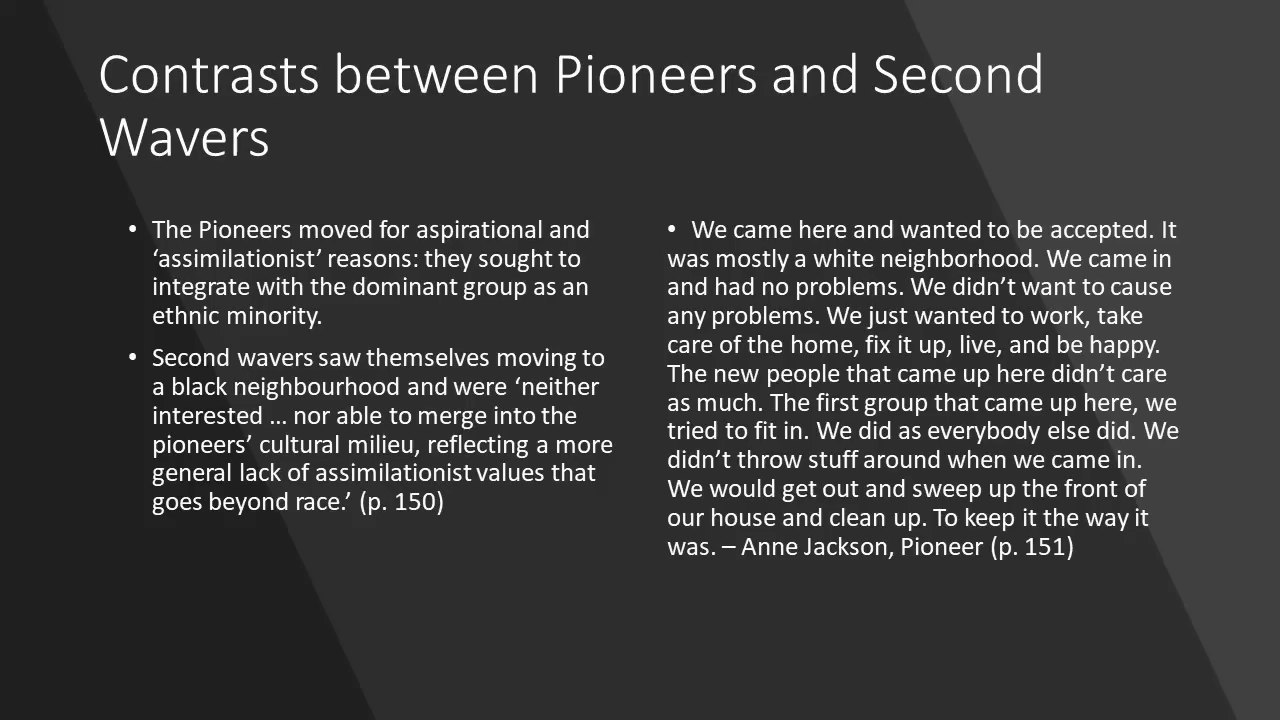 Contrasts between Pioneers and Second
Wavers
• The Pioneers moved for aspirational and
‘assimilationist’ reasons: they sought to
integrate with the dominant group as an
ethnic minority.
• Second wavers saw themselves moving to
a black neighbourhood and were ‘neither
interested … nor able to merge into the
pioneers’ cultural milieu, reflecting a more
general lack of assimilationist values that
goes beyond race.’ (p. 150)
• We came here and wanted to be accepted. It
was mostly a white neighborhood. We came in
and had no problems. We didn’t want to cause
any problems. We just wanted to work, take
care of the home, fix it up, live, and be happy.
The new people that came up here didn’t care
as much. The first group that came up here, we
tried to fit in. We did as everybody else did. We
didn’t throw stuff around when we came in.
We would get out and sweep up the front of
our house and clean up. To keep it the way it
was. – Anne Jackson, Pioneer (p. 151)